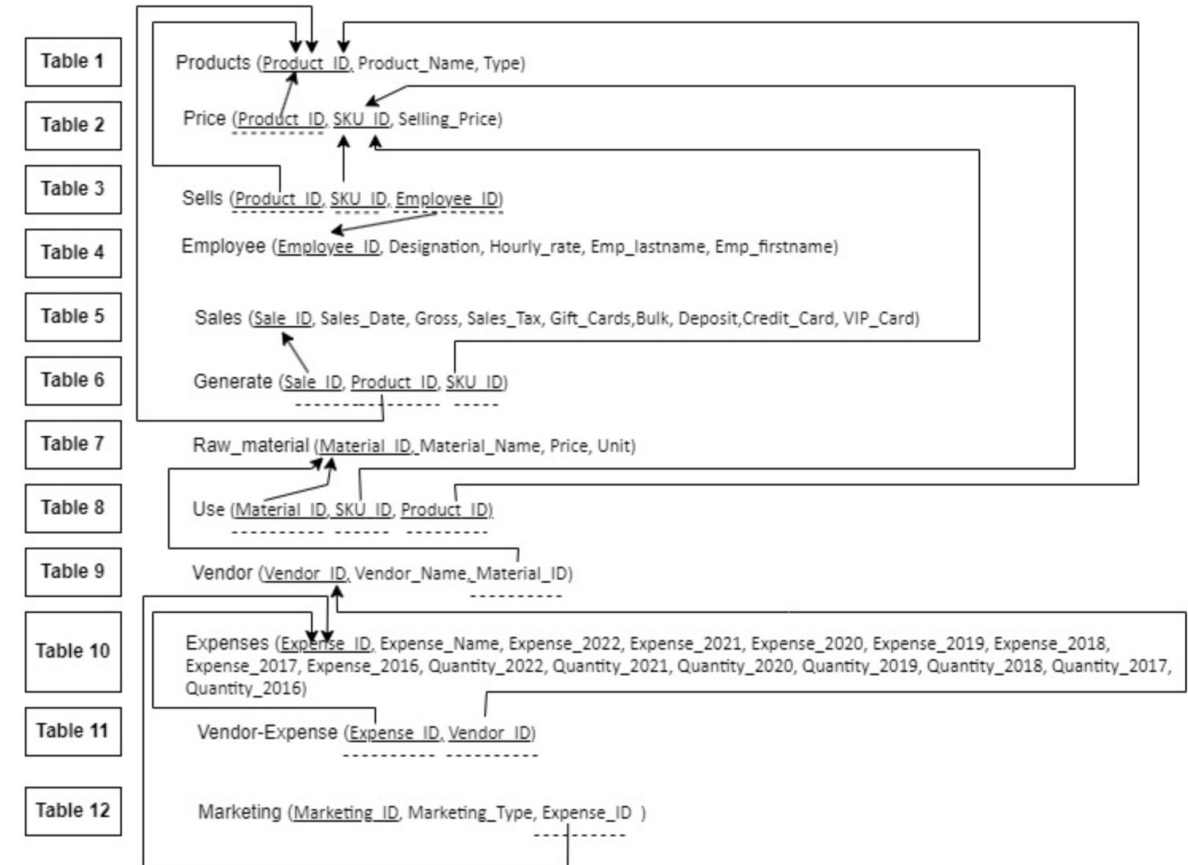 Table 1 Products (Product_ID, Product_Name, Type)
Table 2 Price (Product_ID, SKU_ID, Selling_Price)
Table 3 Sells (Product_ID, SKU_ID, Employee_ID)
Table 4 Employee (Employee_ID, Designation, Hourly_rate, Emp_lastname, Emp_firstname)
Table 5 Sales (Sale_ID, Sales_Date, Gross, Sales_Tax, Gift_Cards,Bulk, Deposit,Credit_Card, VIP_Card)
Table 6 Generate (Sale_ID, Product_ID, SKU_ID)
Table 7 Raw_material (Material_ID, Material_Name, Price, Unit)
Table 8 Use (Material_ID, SKU_ID, Product_ID)
Table 9 Vendor (Vendor_ID, Vendor_Name, Material_ID)
Table 10 Expenses (Expense_ID, Expense_Name, Expense_2022, Expense_2021, Expense_2020, Expense_2019, Expense_2018,
Expense_2017, Expense_2016, Quantity_2022, Quantity_2021, Quantity_2020, Quantity_2019, Quantity_2018, Quantity_2017,
Quantity_2016)
Table 11 Vendor-Expense (Expense_ID, Vendor_ID)
Table 12 Marketing (Marketing_ID, Marketing_Type, Expense_ID )